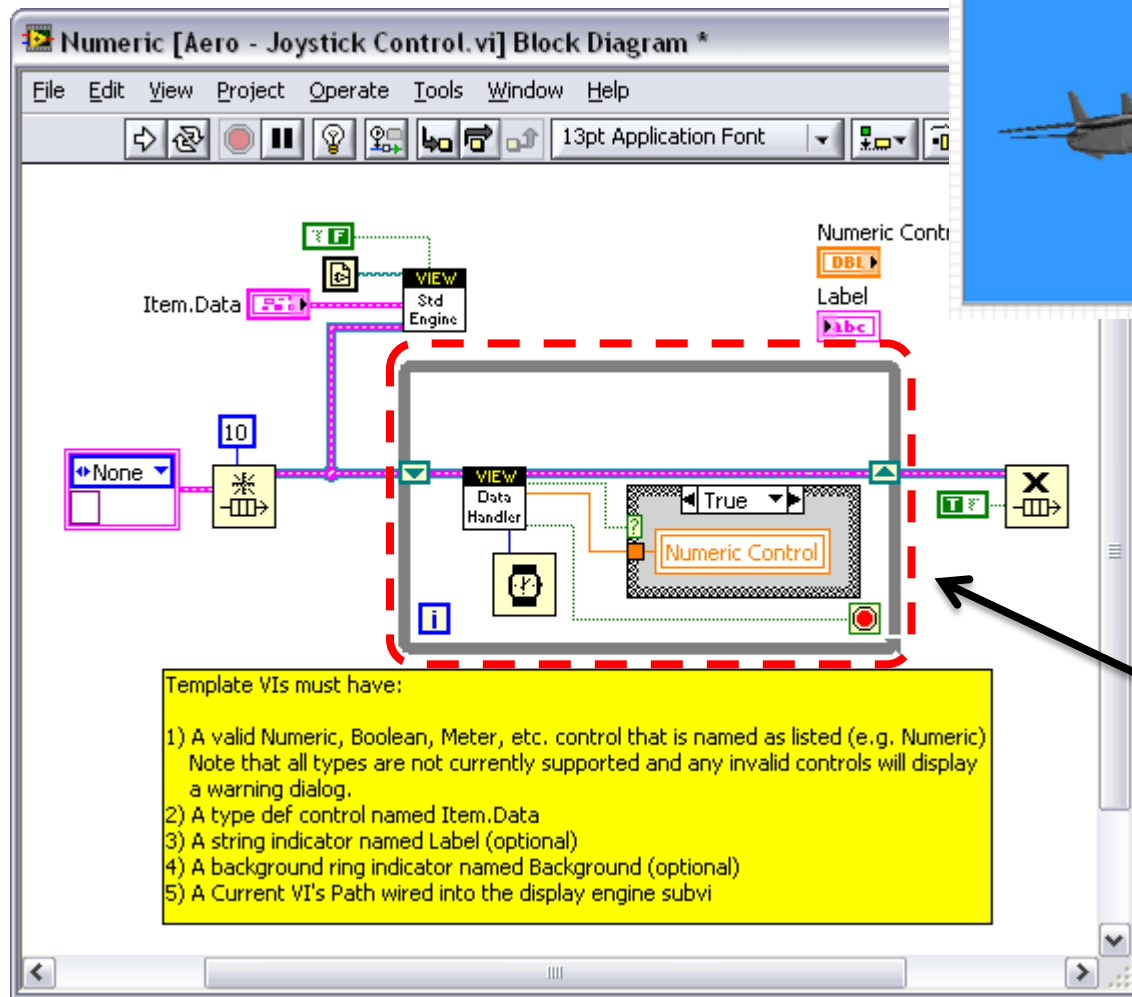 Numeric [Aero - Joystick Control.vi] Block Diagram *
File Edit View Project Operate Tools Window Help
13pt Application Font
F
Numeric Contr
DBL
VIEW
Std
Engine
Item.Data
Label
abc
10
None
VIEW
Data
Handler
True
?
Numeric Control
T
X
i
Template VIs must have:
1) A valid Numeric, Boolean, Meter, etc. control that is named as listed (e.g. Numeric)
Note that all types are not currently supported and any invalid controls will display
a warning dialog.
2) A type def control named Item.Data
3) A string indicator named Label (optional)
4) A background ring indicator named Background (optional)
5) A Current VI's Path wired into the display engine subvi